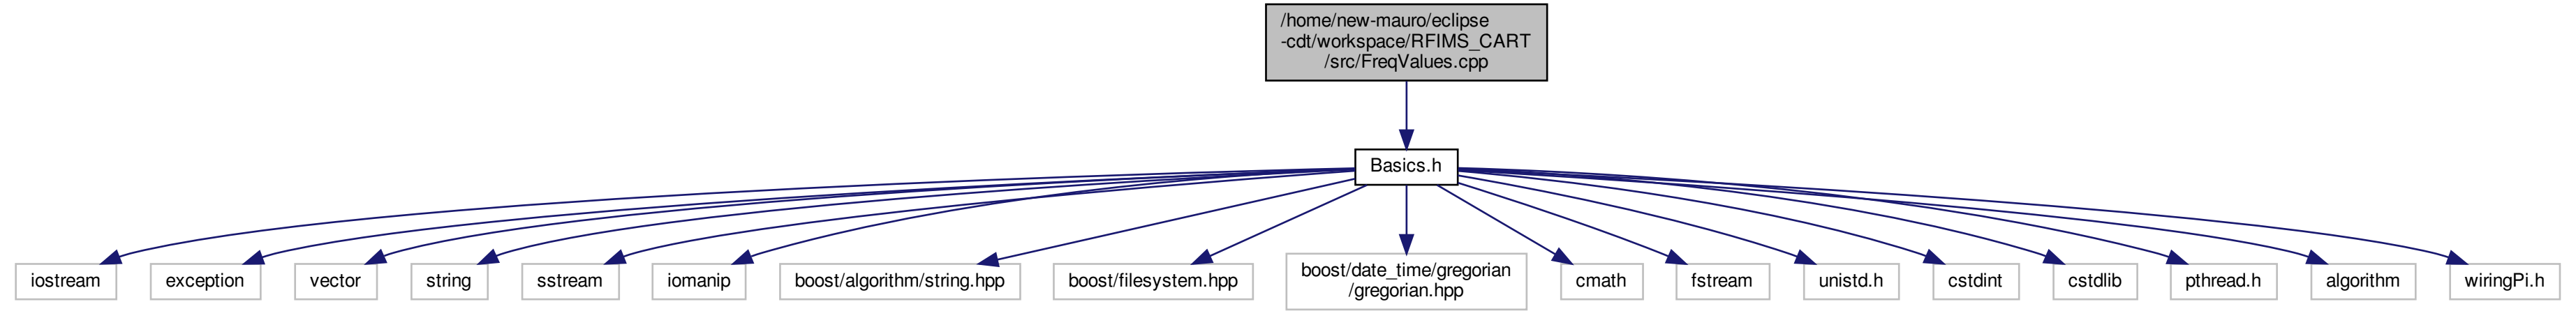 /home/new-mauro/eclipse
-cdt/workspace/RFIMS_CART
/src/FreqValues.cpp
Basics.h
iostream
exception
vector
string
sstream
iomanip
boost/algorithm/string.hpp
boost/filesystem.hpp
boost/date_time/gregorian
/gregorian.hpp
cmath
fstream
unistd.h
cstdint
cstdlib
pthread.h
algorithm
wiringPi.h